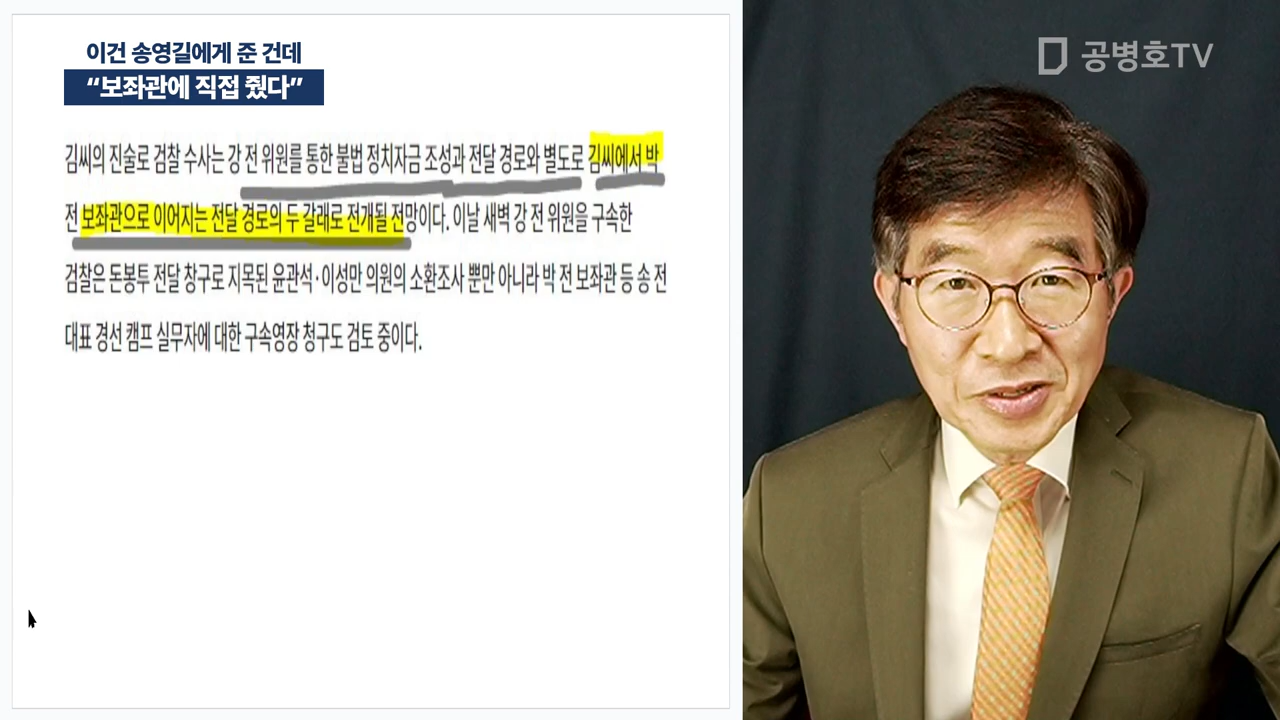 이건 송영길에게 준 건데
“보좌관에 직접 줬다”
공병호TV
김씨의 진술로 검찰 수사는 강 전 위원를 통한 불법 정치자금 조성과 전달 경로와 별도로 김씨에서 박
전 보좌관으로 이어지는 전달 경로의 두 갈래로 전개될 전망이다. 이날 새벽 강 전 위원을 구속한
검찰은 돈봉투 전달 창구로 지목된 윤관석·이성만 의원의 소환조사 뿐만 아니라 박 전 보좌관 등 송 전
대표 경선 캠프 실무자에 대한 구속영장 청구도 검토 중이다.